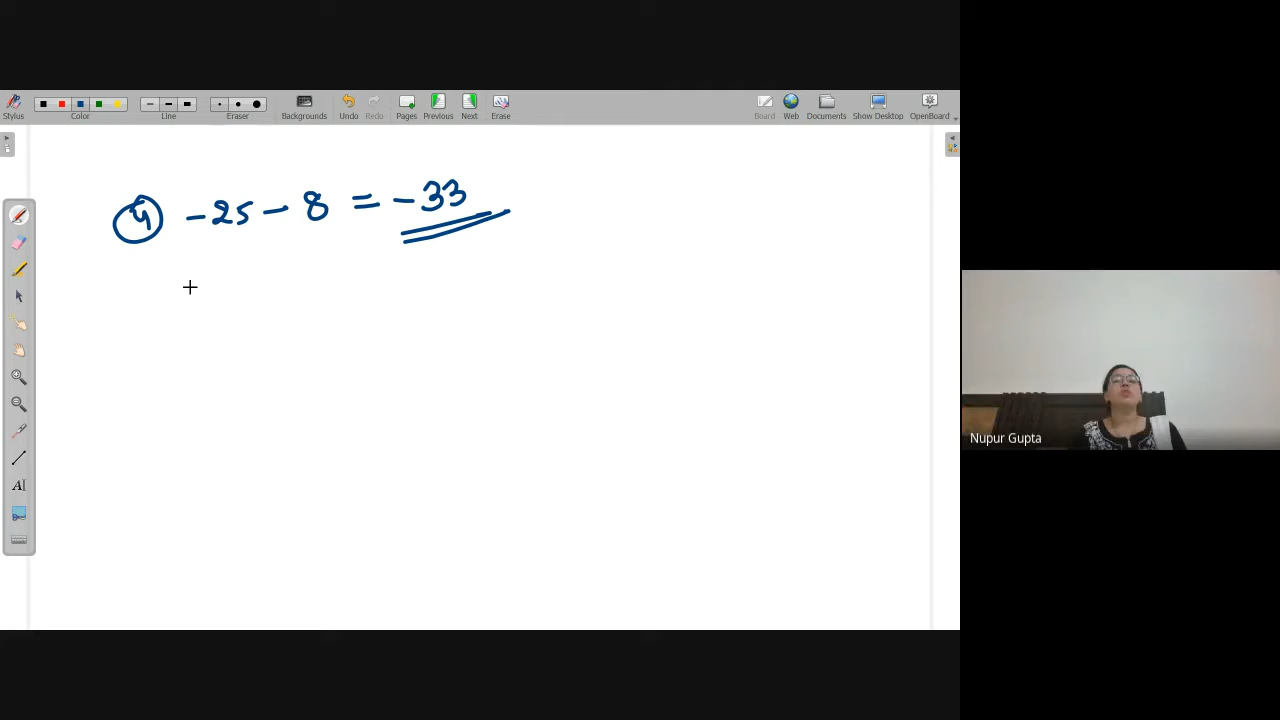 Stylus
Color
Line
Eraser
Backgrounds
Undo
Redo
Pages
Previous
Next
Erase
Board
Web
Documents
Show Desktop
OpenBoard
4 -25 - 8 = -33
AI
Nupur Gupta